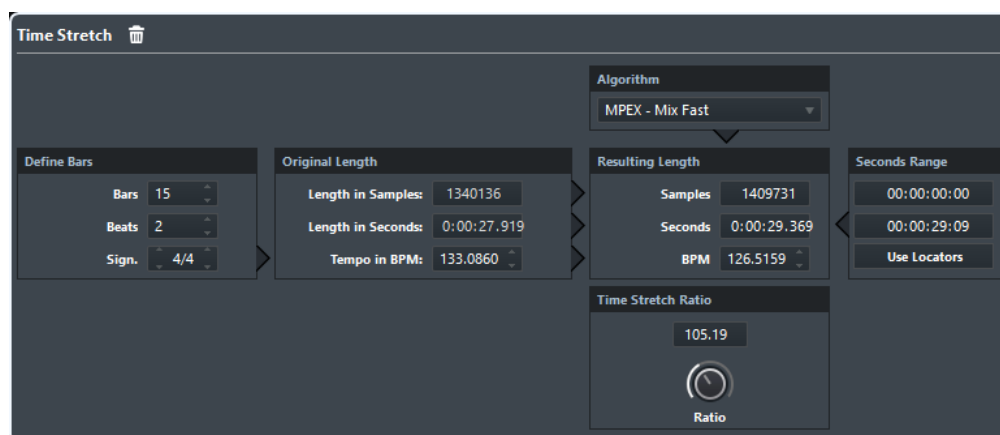 Time Stretch
Algorithm
MPEX - Mix Fast
Define Bars
Bars 15
Beats 2
Sign. 4/4
Original Length
Length in Samples: 1340136
Length in Seconds: 0:00:27.919
Tempo in BPM: 133.0860
Resulting Length
Samples 1409731
Seconds 0:00:29.369
BPM 126.5159
Seconds Range
00:00:00:00
00:00:29:09
Use Locators
Time Stretch Ratio
105.19
Ratio